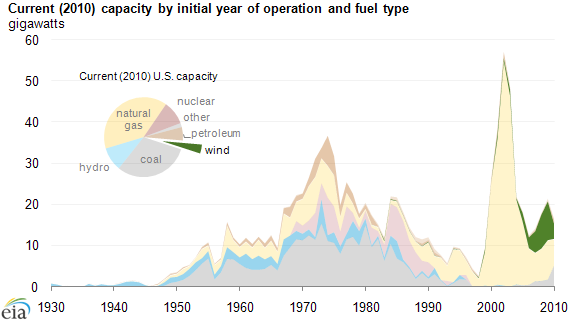 Current (2010) capacity by initial year of operation and fuel type
gigawatts
60
50
40
30
20
10
0
Current (2010) U.S. capacity
nuclear
other
petroleum
wind
natural
gas
hydro
coal
1930 1940 1950 1960 1970 1980 1990 2000 2010
eia